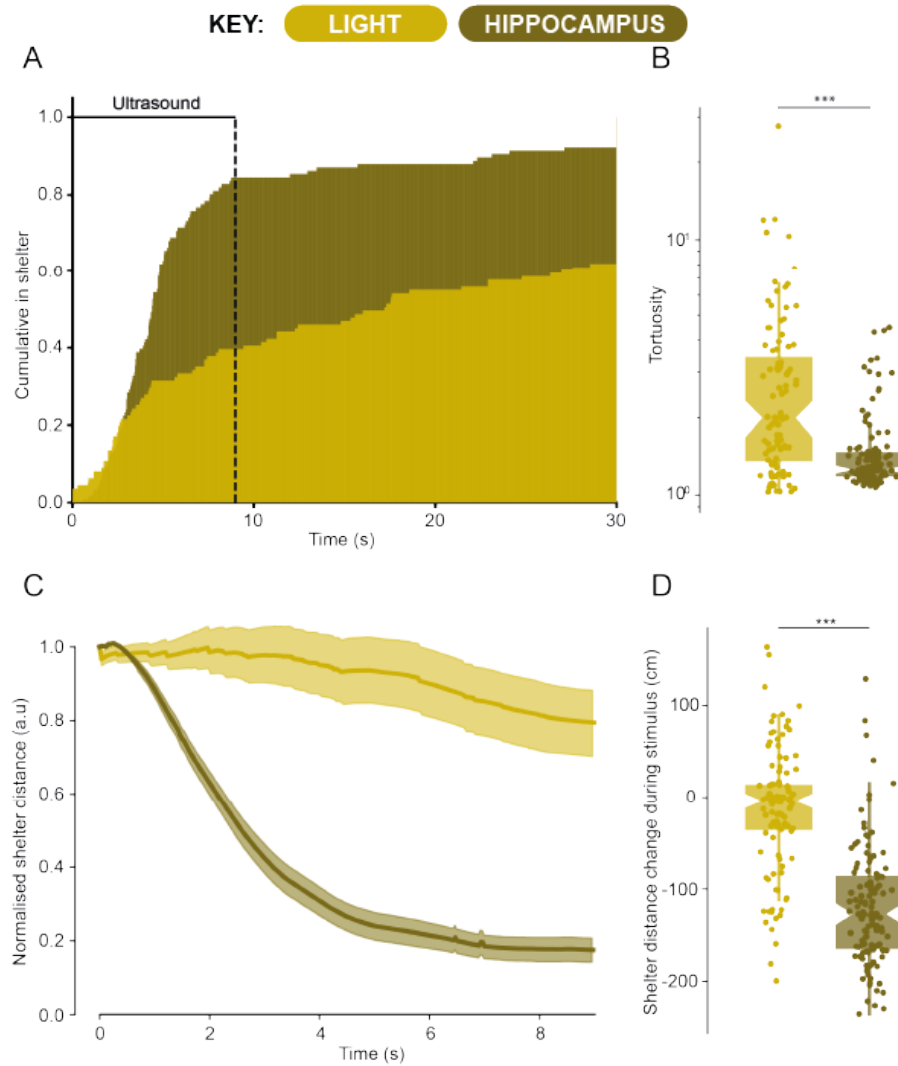 KEY: LIGHT HIPPOCAMPUS
A
B
Ultrasound
***
1.0
0.8
0.6
0.4
0.2
0.0
Cumulative in shelter
0 10 20 30
Time (s)
10¹
10⁰
Tortuosity
C
D
1.0
0.8
0.6
0.4
0.2
0.0
Normalised shelter distance (a.u)
0 2 4 6 8
Time (s)
***
100
0
-100
-200
Shelter distance change during stimulus (cm)